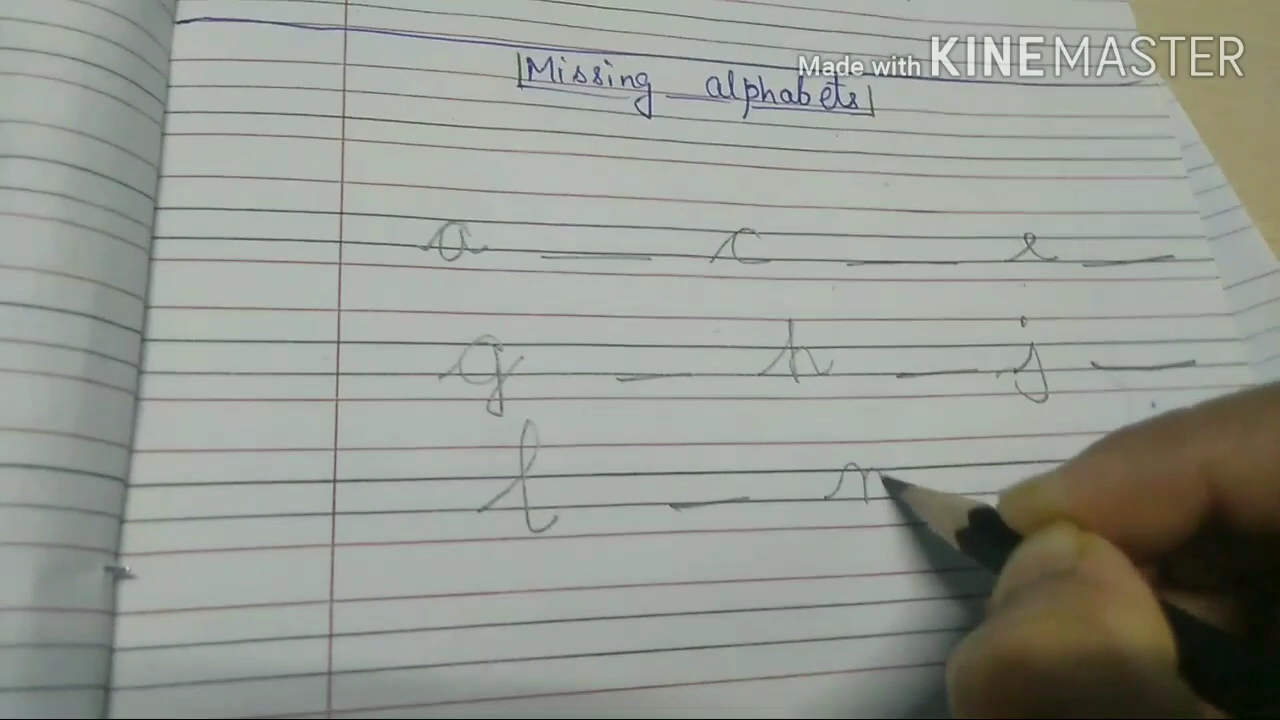 Made with KINEMASTER
Missing alphabets
a __ c __ e __
g __ h __ j __
l __ n